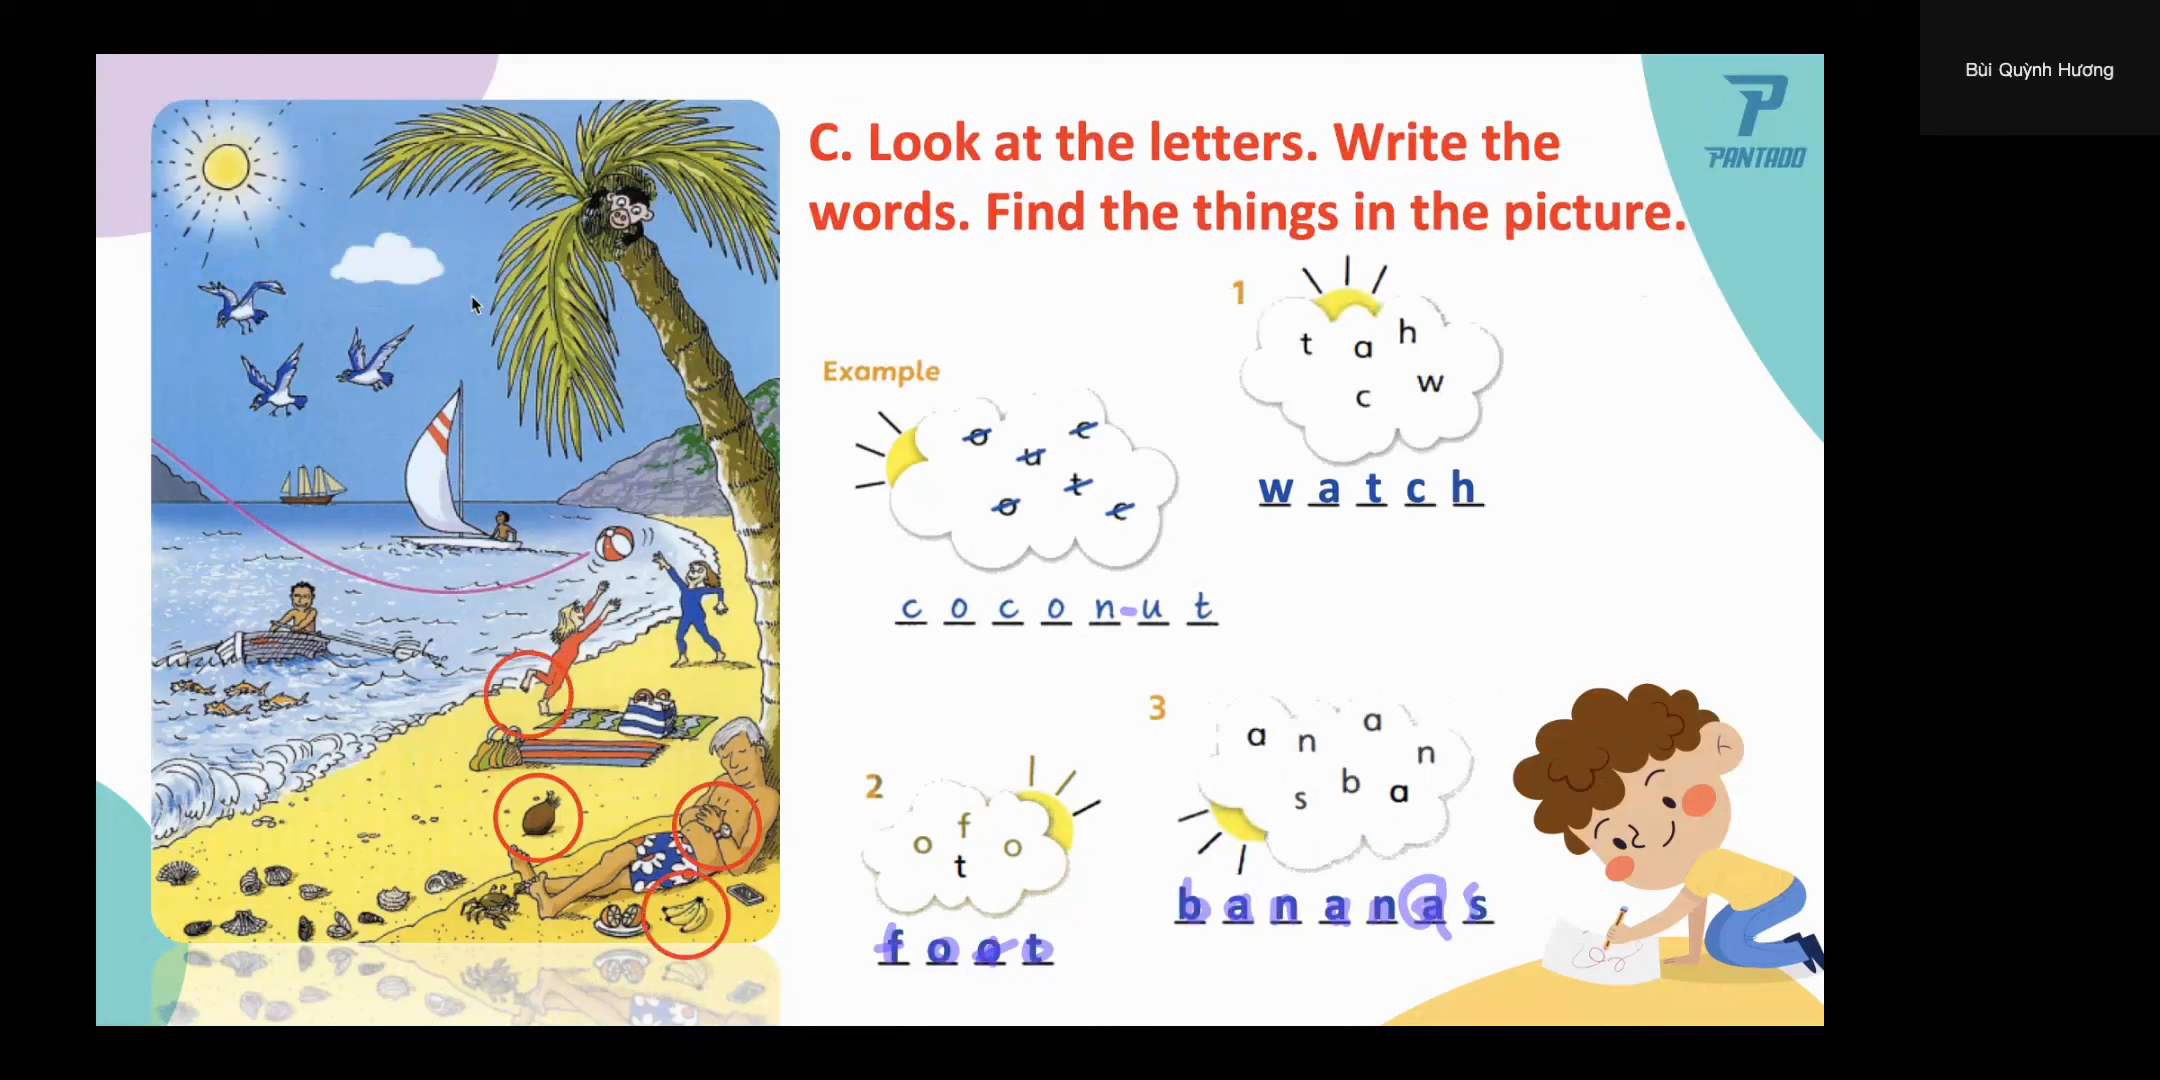 Bùi Quỳnh Hương
PANTADO
C. Look at the letters. Write the
words. Find the things in the picture.
Example
o u c
o t c
c o c o n - u t
1
t a h
c w
w a t c h
2
o f o
t
f o o t
3
a n a n
s b a
b a n a n a s